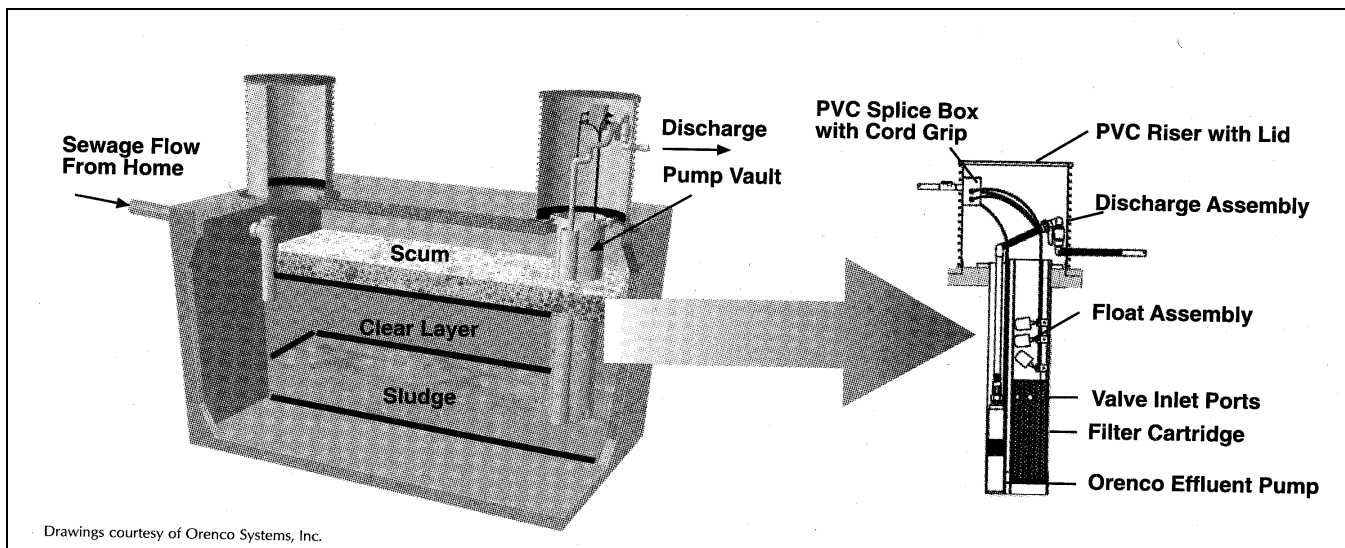 Sewage Flow
From Home
Discharge
Pump Vault
Scum
Clear Layer
Sludge
PVC Splice Box
with Cord Grip
PVC Riser with Lid
Discharge Assembly
Float Assembly
Valve Inlet Ports
Filter Cartridge
Orenco Effluent Pump
Drawings courtesy of Orenco Systems, Inc.